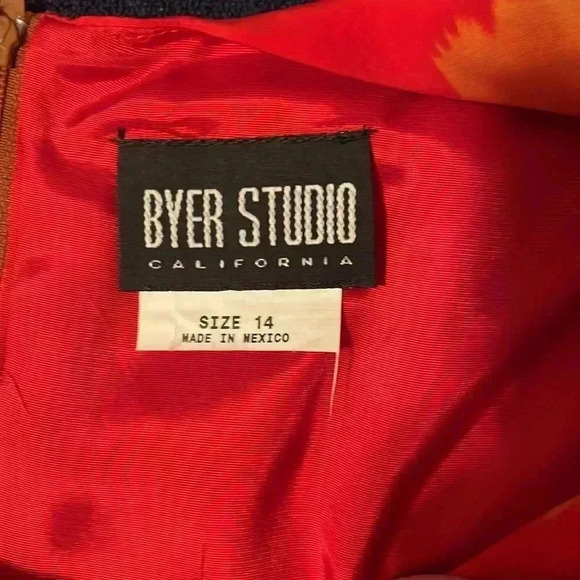 BYER STUDIO
CALIFORNIA
SIZE 14
MADE IN MEXICO